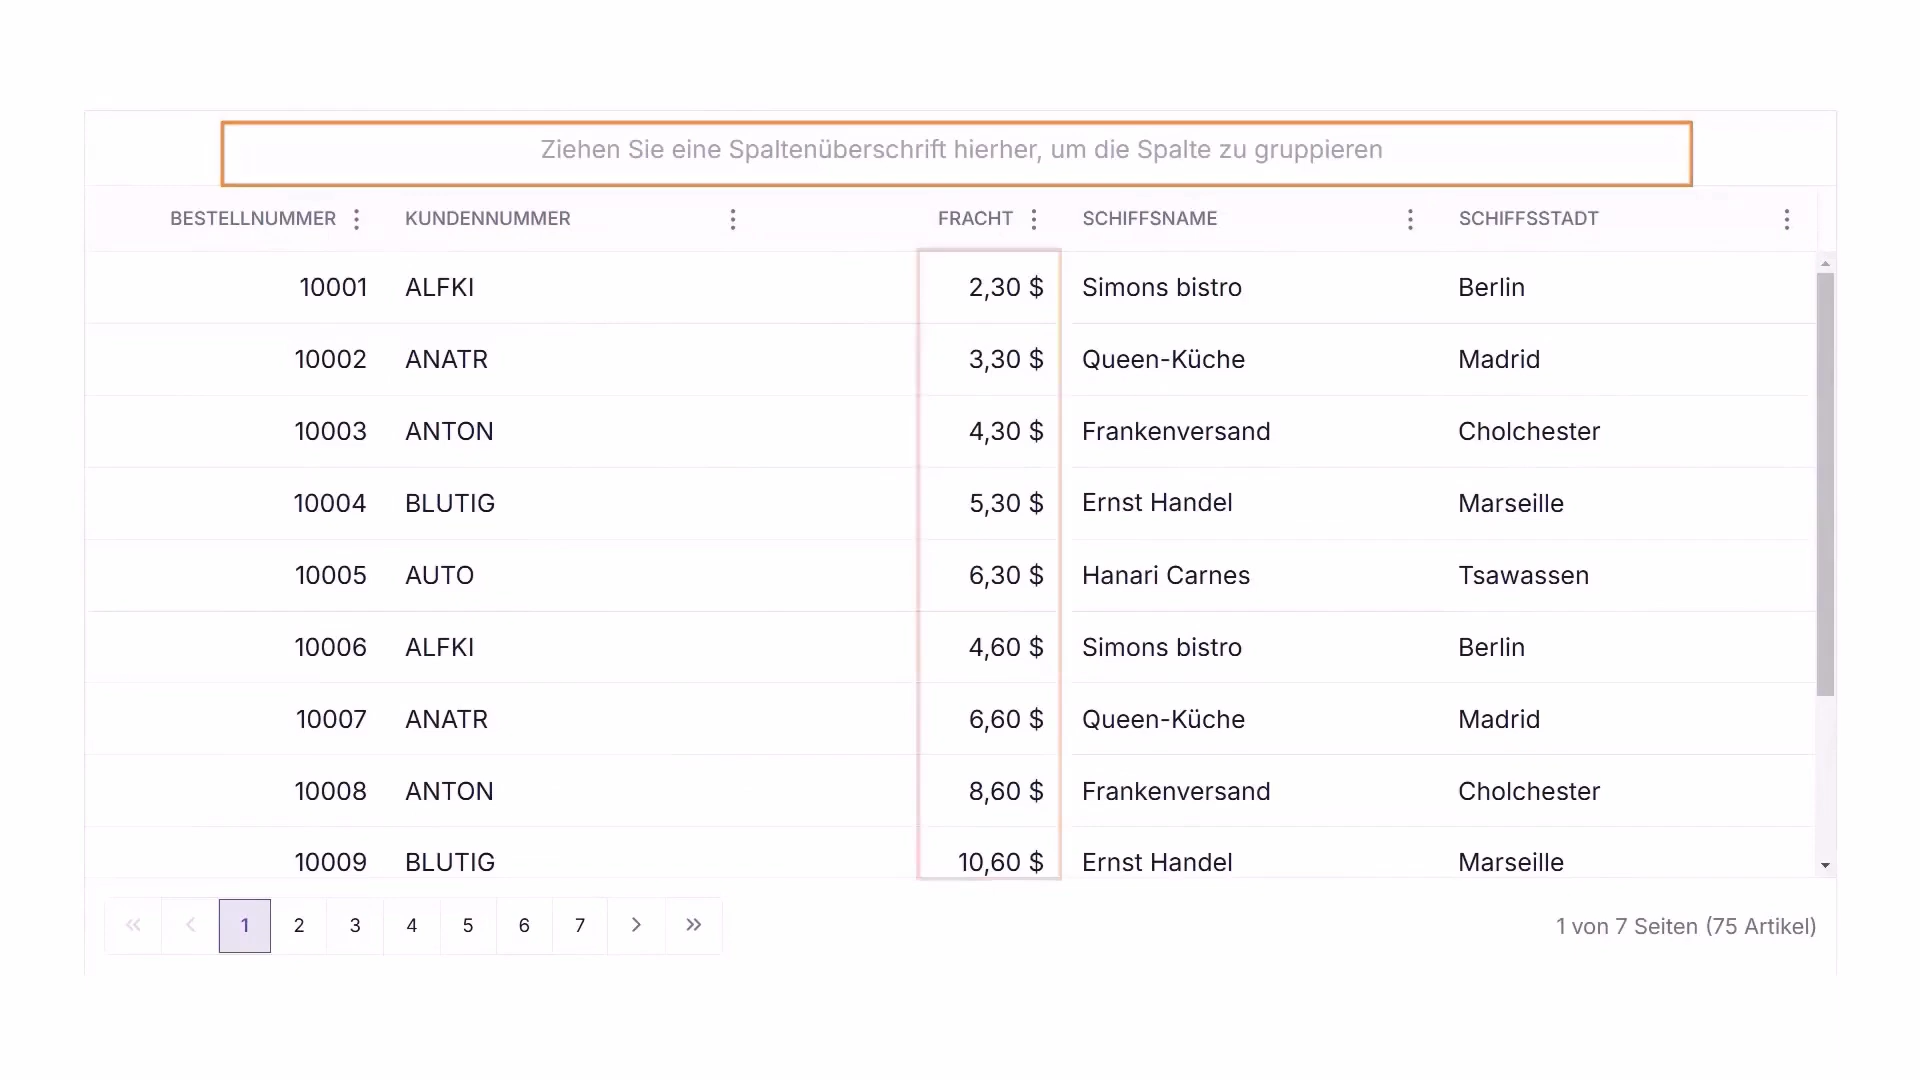 Ziehen Sie eine Spaltenüberschrift hierher, um die Spalte zu gruppieren
BESTELLNUMMER KUNDENNUMMER FRACHT SCHIFFSNAME SCHIFFSSTADT
10001 ALFKI 2,30 $ Simons bistro Berlin
10002 ANATR 3,30 $ Queen-Küche Madrid
10003 ANTON 4,30 $ Frankenversand Cholchester
10004 BLUTIG 5,30 $ Ernst Handel Marseille
10005 AUTO 6,30 $ Hanari Carnes Tsawassen
10006 ALFKI 4,60 $ Simons bistro Berlin
10007 ANATR 6,60 $ Queen-Küche Madrid
10008 ANTON 8,60 $ Frankenversand Cholchester
10009 BLUTIG 10,60 $ Ernst Handel Marseille
1 2 3 4 5 6 7 1 von 7 Seiten (75 Artikel)